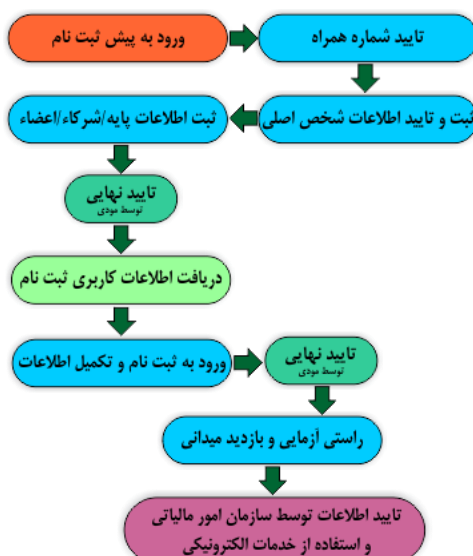 ورود به پیش ثبت نام
تایید شماره همراه
ثبت و تایید اطلاعات شخص اصلی
ثبت اطلاعات پایه/شرکاء/اعضاء
تایید نهایی
توسط مودی
دریافت اطلاعات کاربری ثبت نام
ورود به ثبت نام و تکمیل اطلاعات
تایید نهایی
توسط مودی
راستی آزمایی و بازدید میدانی
تایید اطلاعات توسط سازمان امور مالیاتی
و استفاده از خدمات الکترونیکی